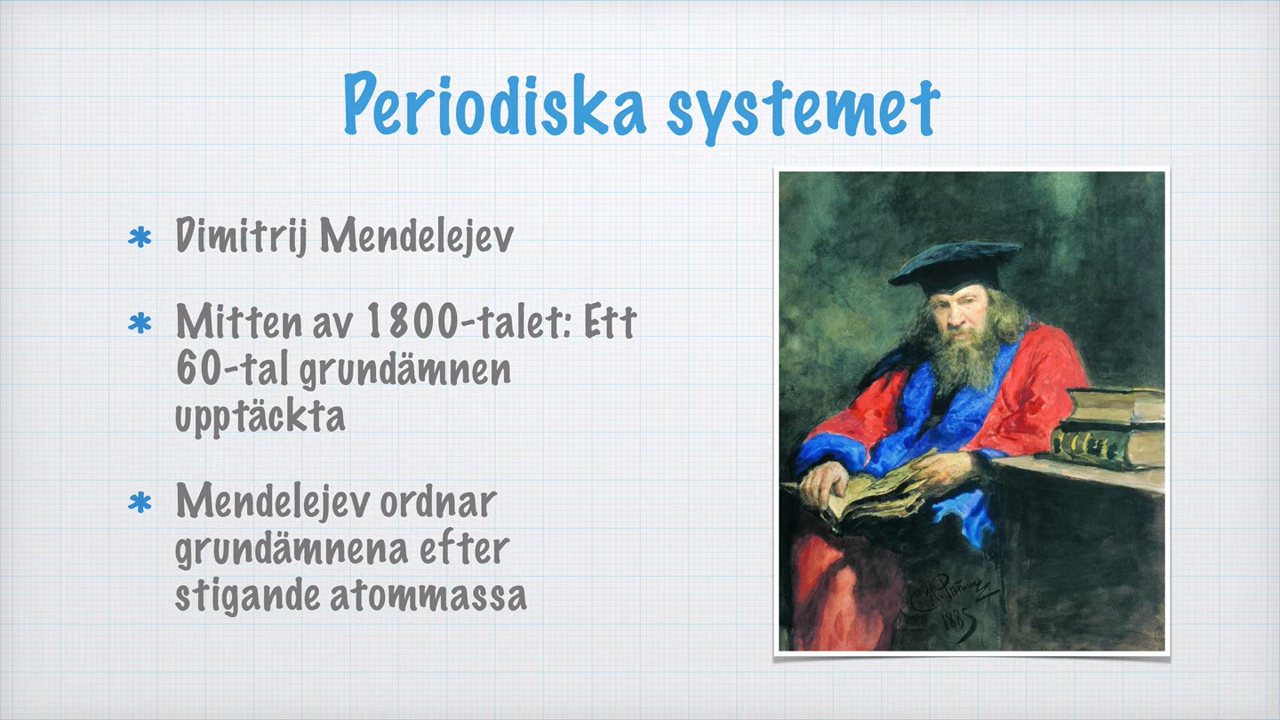 Periodiska systemet
* Dimitrij Mendelejev
* Mitten av 1800-talet: Ett
60-tal grundämnen
upptäckta
* Mendelejev ordnar
grundämnena efter
stigande atommassa
1885